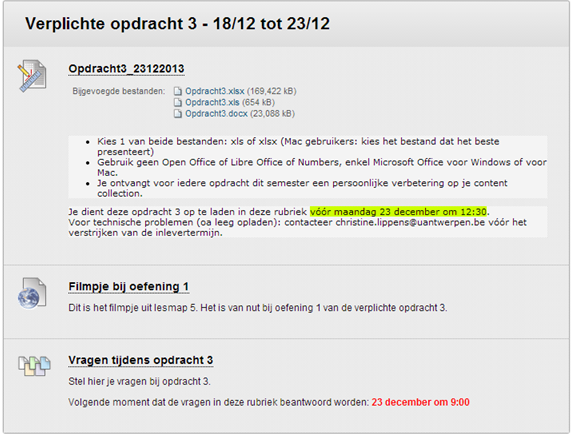 Verplichte opdracht 3 - 18/12 tot 23/12
Opdracht3_23122013
Bijgevoegde bestanden: Opdracht3.xlsx (169,422 kB)
Opdracht3.xls (654 kB)
Opdracht3.docx (23,088 kB)
• Kies 1 van beide bestanden: xls of xlsx (Mac gebruikers: kies het bestand dat het beste
presenteert)
• Gebruik geen Open Office of Libre Office of Numbers, enkel Microsoft Office voor Windows of voor
Mac.
• Je ontvangt voor iedere opdracht dit semester een persoonlijke verbetering op je content
collection.
Je dient deze opdracht 3 op te laden in deze rubriek vóór maandag 23 december om 12:30.
Voor technische problemen (oa leeg opladen): contacteer christine.lippens@uantwerpen.be vóór het
verstrijken van de inlevertermijn.
Filmpje bij oefening 1
Dit is het filmpje uit lesmap 5. Het is van nut bij oefening 1 van de verplichte opdracht 3.
Vragen tijdens opdracht 3
Stel hier je vragen bij opdracht 3.
Volgende moment dat de vragen in deze rubriek beantwoord worden: 23 december om 9:00